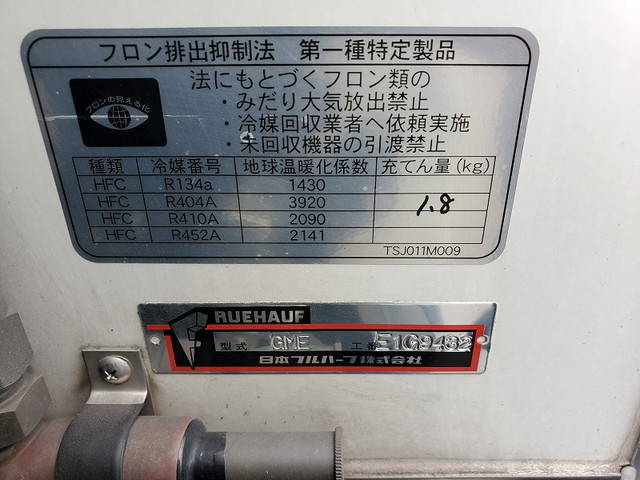 フロン排出抑制法 第一種特定製品
フロンの見える化
法にもとづくフロン類の
・みだり大気放出禁止
・冷媒回収業者へ依頼実施
・未回収機器の引渡禁止
種類 冷媒番号 地球温暖化係数 充てん量(kg)
HFC R134a 1430
HFC R404A 3920 1.8
HFC R410A 2090
HFC R452A 2141
TSJ011M009
RUEHAUF
型式 GME 工番 E1G9482
日本フルハーフ株式会社